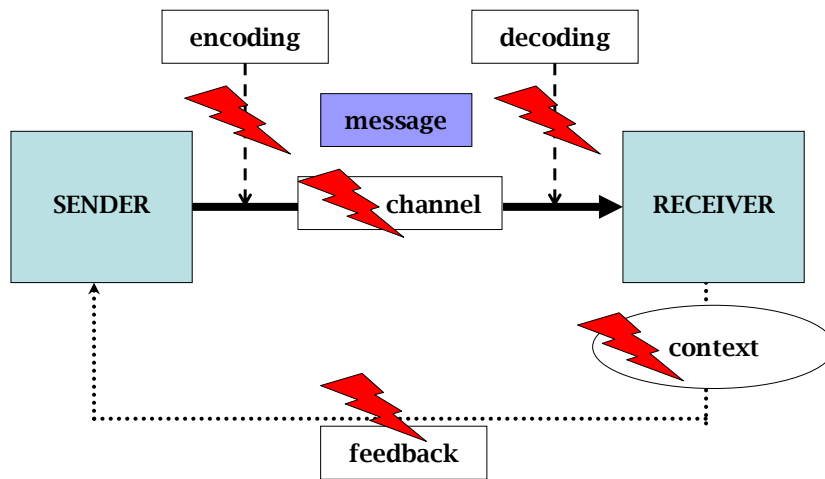 encoding
decoding
message
SENDER
channel
RECEIVER
context
feedback